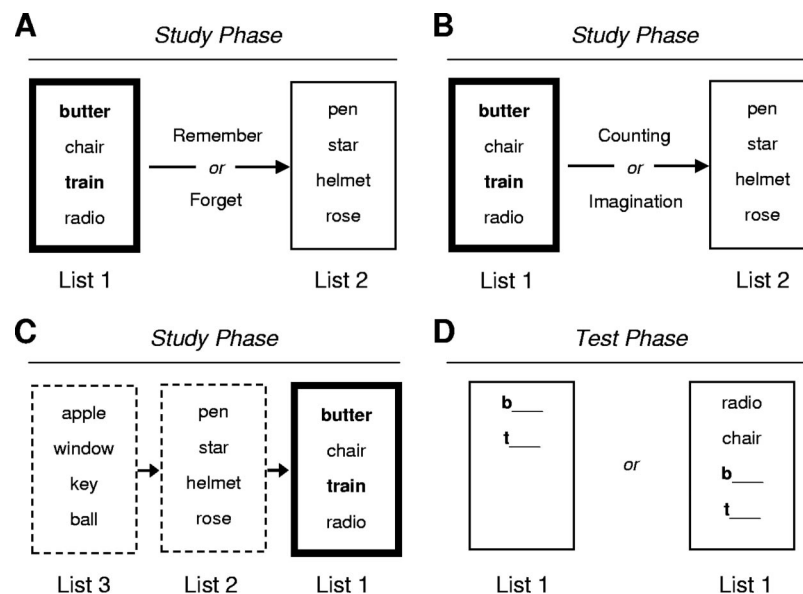 A
Study Phase
butter
chair
train
radio
List 1
Remember
or
Forget
pen
star
helmet
rose
List 2
B
Study Phase
butter
chair
train
radio
List 1
Counting
or
Imagination
pen
star
helmet
rose
List 2
C
Study Phase
apple
window
key
ball
List 3
pen
star
helmet
rose
List 2
butter
chair
train
radio
List 1
D
Test Phase
b___
t___
List 1
or
radio
chair
b___
t___
List 1